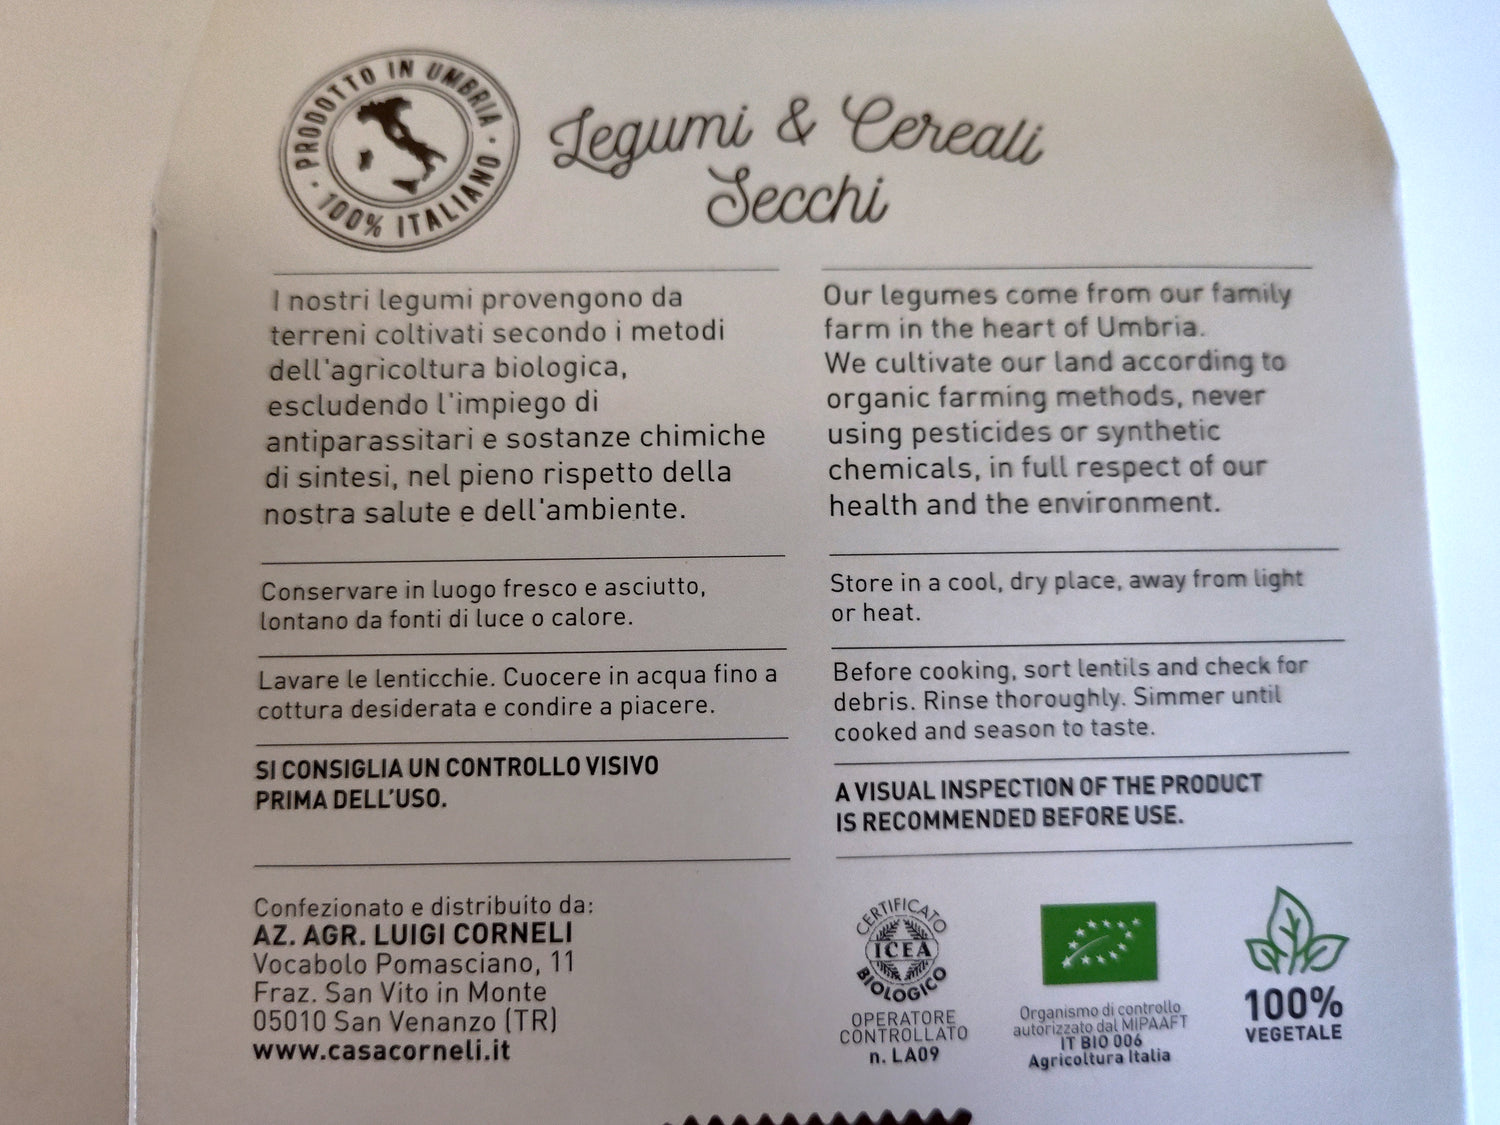 PRODOTTO IN UMBRIA
100% ITALIANO
Legumi & Cereali
Secchi
I nostri legumi provengono da
terreni coltivati secondo i metodi
dell'agricoltura biologica,
escludendo l'impiego di
antiparassitari e sostanze chimiche
di sintesi, nel pieno rispetto della
nostra salute e dell'ambiente.
Conservare in luogo fresco e asciutto,
lontano da fonti di luce o calore.
Lavare le lenticchie. Cuocere in acqua fino a
cottura desiderata e condire a piacere.
SI CONSIGLIA UN CONTROLLO VISIVO
PRIMA DELL'USO.
Our legumes come from our family
farm in the heart of Umbria.
We cultivate our land according to
organic farming methods, never
using pesticides or synthetic
chemicals, in full respect of our
health and the environment.
Store in a cool, dry place, away from light
or heat.
Before cooking, sort lentils and check for
debris. Rinse thoroughly. Simmer until
cooked and season to taste.
A VISUAL INSPECTION OF THE PRODUCT
IS RECOMMENDED BEFORE USE.
Confezionato e distribuito da:
AZ. AGR. LUIGI CORNELI
Vocabolo Pomasciano, 11
Fraz. San Vito in Monte
05010 San Venanzo (TR)
www.casacorneli.it
CERTIFICATO
ICEA
BIOLOGICO
OPERATORE
CONTROLLATO
n. LA09
Organismo di controllo
autorizzato dal MIPAAFT
IT BIO 006
Agricoltura Italia
100%
VEGETALE